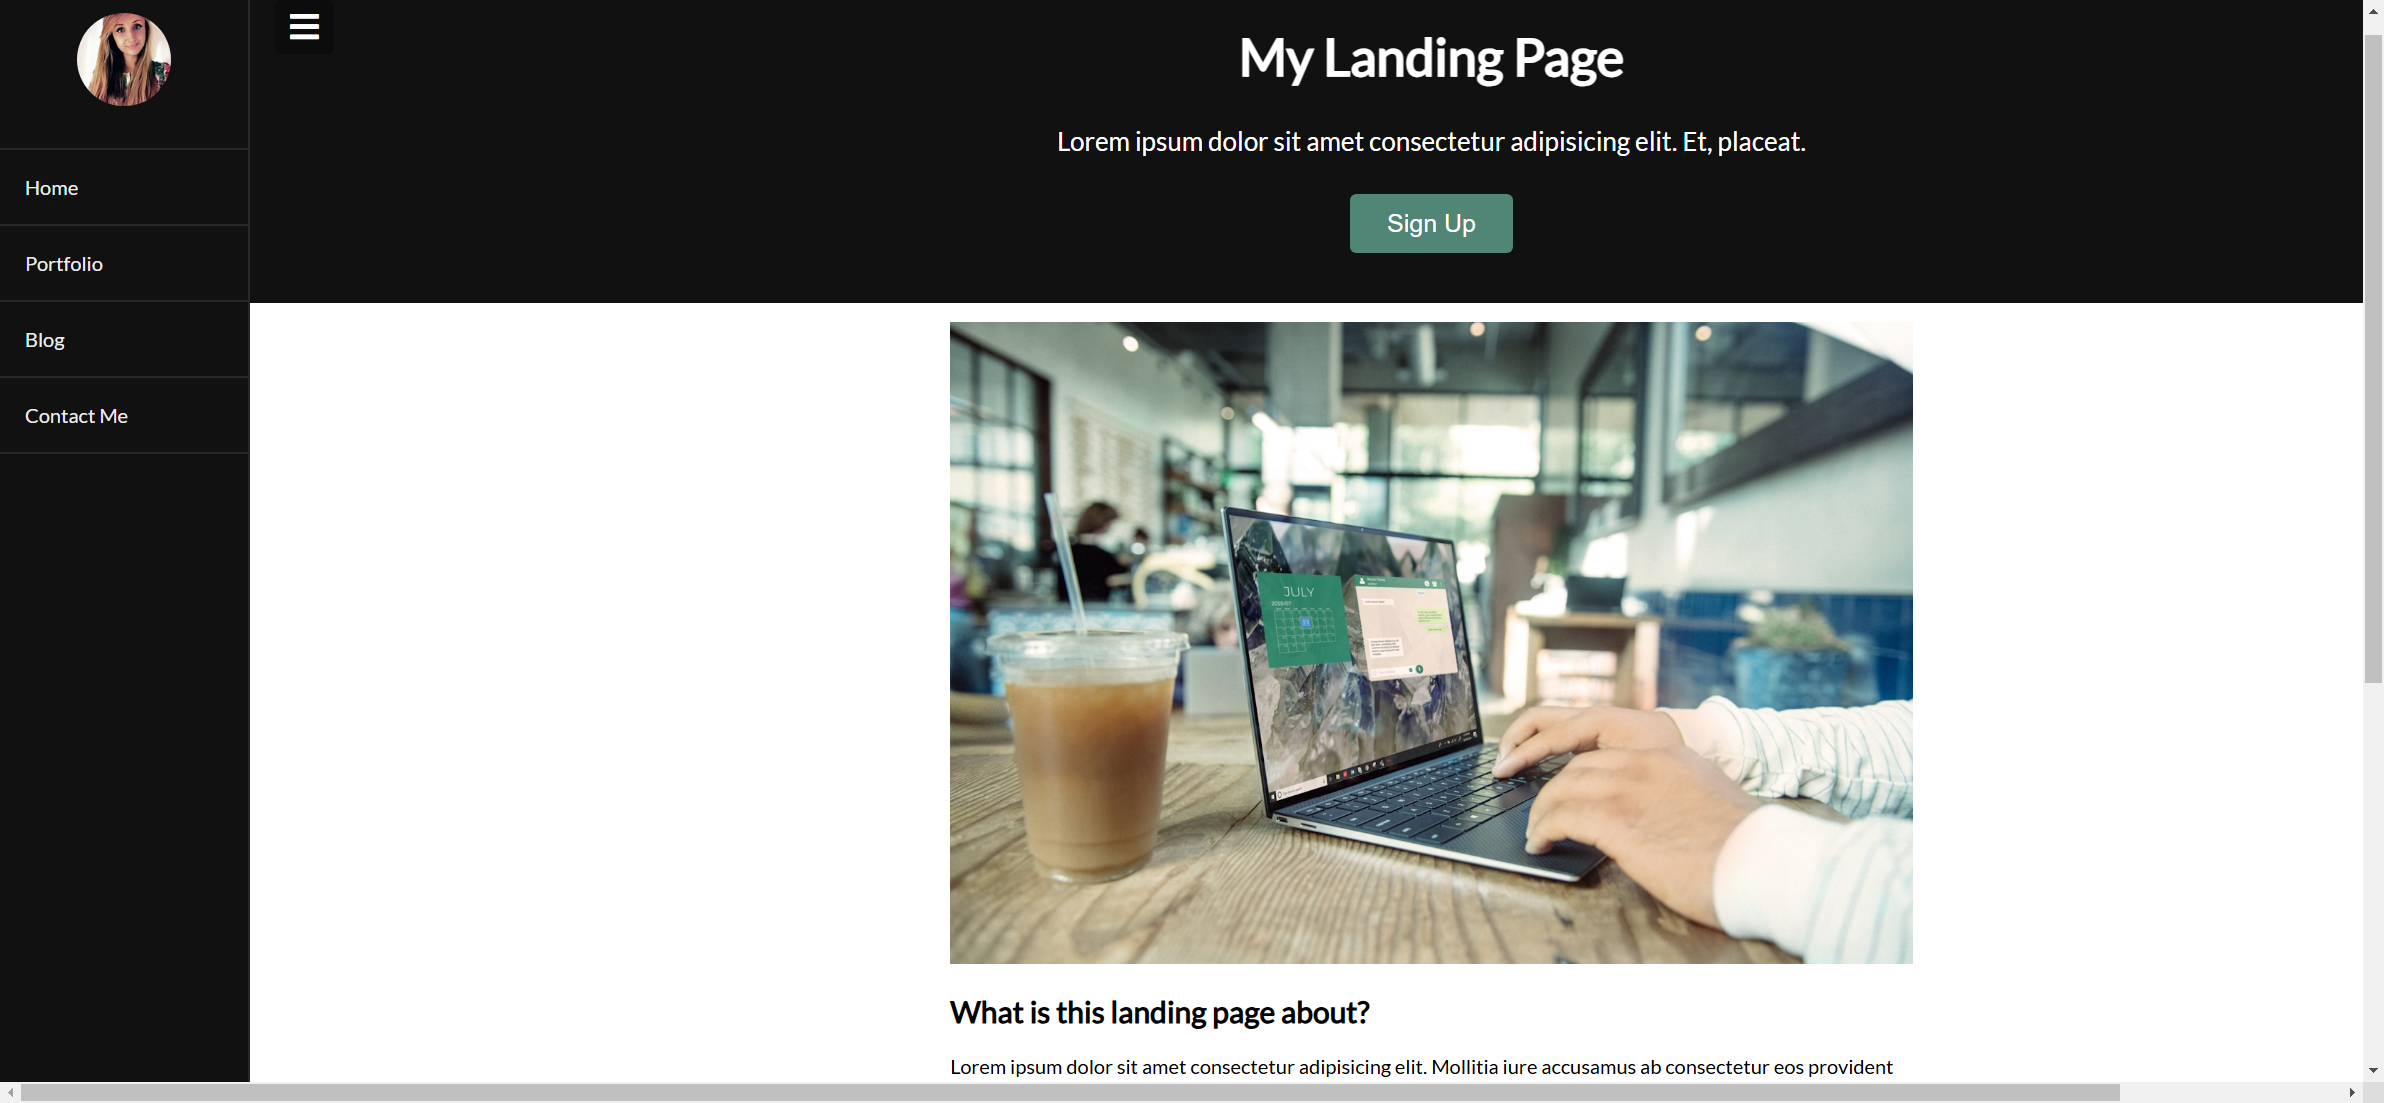 Home
Portfolio
Blog
Contact Me
My Landing Page
Lorem ipsum dolor sit amet consectetur adipisicing elit. Et, placeat.
Sign Up
JULY
What is this landing page about?
Lorem ipsum dolor sit amet consectetur adipisicing elit. Mollitia iure accusamus ab consectetur eos provident